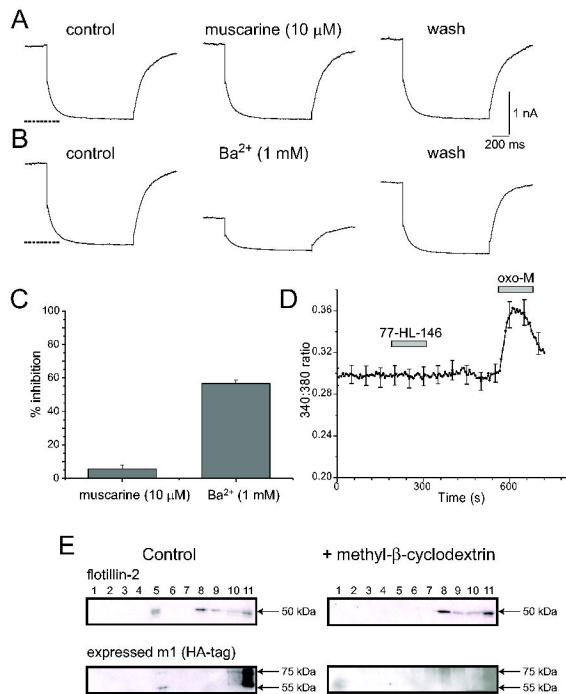 A
control muscarine (10 μM) wash
1 nA
200 ms
B
control Ba²⁺ (1 mM) wash
C
% inhibition
100
80
60
40
20
0
muscarine (10 μM) Ba²⁺ (1 mM)
D
oxo-M
77-HL-146
340:380 ratio
0.36
0.32
0.28
0.20
0 300 600
Time (s)
E
Control + methyl-β-cyclodextrin
flotillin-2
1 2 3 4 5 6 7 8 9 10 11 1 2 3 4 5 6 7 8 9 10 11
50 kDa 50 kDa
expressed m1 (HA-tag)
75 kDa 75 kDa
55 kDa 55 kDa